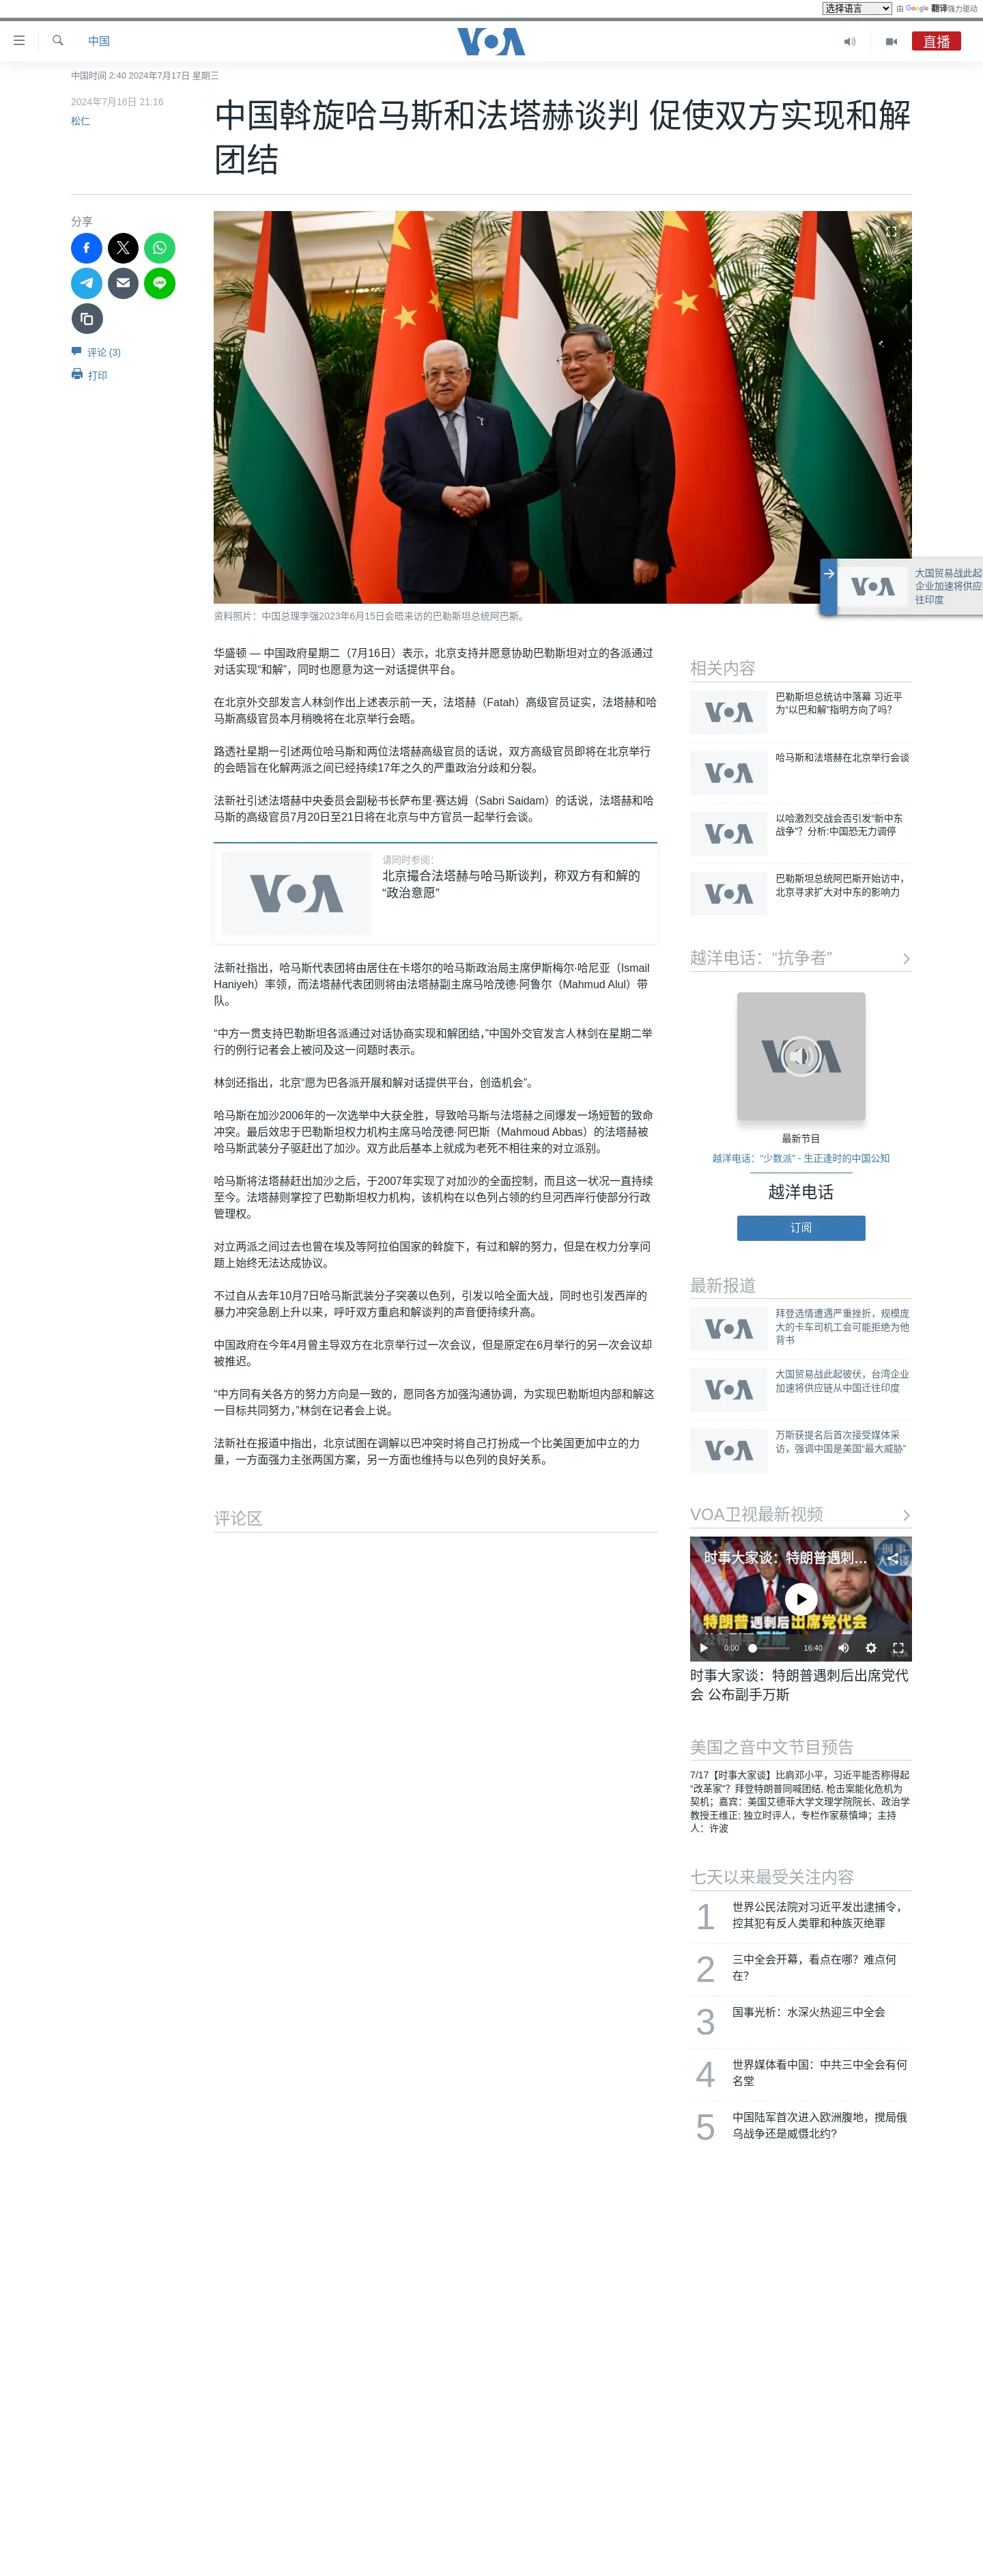 选择语言 由 Google 翻译强力驱动
中国
VOA
直播
中国时间 2:40 2024年7月17日 星期三
2024年7月16日 21:16
松仁
中国斡旋哈马斯和法塔赫谈判 促使双方实现和解
团结
分享
评论 (3)
打印
资料照片：中国总理李强2023年6月15日会晤来访的巴勒斯坦总统阿巴斯。
大国贸易战此起
企业加速将供应
往印度
华盛顿 — 中国政府星期二（7月16日）表示，北京支持并愿意协助巴勒斯坦对立的各派通过
对话实现“和解”，同时也愿意为这一对话提供平台。
在北京外交部发言人林剑作出上述表示前一天，法塔赫（Fatah）高级官员证实，法塔赫和哈
马斯高级官员本月稍晚将在北京举行会晤。
路透社星期一引述两位哈马斯和两位法塔赫高级官员的话说，双方高级官员即将在北京举行
的会晤旨在化解两派之间已经持续17年之久的严重政治分歧和分裂。
法新社引述法塔赫中央委员会副秘书长萨布里·赛达姆（Sabri Saidam）的话说，法塔赫和哈
马斯的高级官员7月20日至21日将在北京与中方官员一起举行会谈。
VOA
请同时参阅：
北京撮合法塔赫与哈马斯谈判，称双方有和解的
“政治意愿”
法新社指出，哈马斯代表团将由居住在卡塔尔的哈马斯政治局主席伊斯梅尔·哈尼亚（Ismail
Haniyeh）率领，而法塔赫代表团则将由法塔赫副主席马哈茂德·阿鲁尔（Mahmud Alul）带
队。
“中方一贯支持巴勒斯坦各派通过对话协商实现和解团结，”中国外交官发言人林剑在星期二举
行的例行记者会上被问及这一问题时表示。
林剑还指出，北京“愿为巴各派开展和解对话提供平台，创造机会”。
哈马斯在加沙2006年的一次选举中大获全胜，导致哈马斯与法塔赫之间爆发一场短暂的致命
冲突。最后效忠于巴勒斯坦权力机构主席马哈茂德·阿巴斯（Mahmoud Abbas）的法塔赫被
哈马斯武装分子驱赶出了加沙。双方此后基本上就成为老死不相往来的对立派别。
哈马斯将法塔赫赶出加沙之后，于2007年实现了对加沙的全面控制，而且这一状况一直持续
至今。法塔赫则掌控了巴勒斯坦权力机构，该机构在以色列占领的约旦河西岸行使部分行政
管理权。
对立两派之间过去也曾在埃及等阿拉伯国家的斡旋下，有过和解的努力，但是在权力分享问
题上始终无法达成协议。
不过自从去年10月7日哈马斯武装分子突袭以色列，引发以哈全面大战，同时也引发西岸的
暴力冲突急剧上升以来，呼吁双方重启和解谈判的声音便持续升高。
中国政府在今年4月曾主导双方在北京举行过一次会议，但是原定在6月举行的另一次会议却
被推迟。
“中方同有关各方的努力方向是一致的，愿同各方加强沟通协调，为实现巴勒斯坦内部和解这
一目标共同努力，”林剑在记者会上说。
法新社在报道中指出，北京试图在调解以巴冲突时将自己打扮成一个比美国更加中立的力
量，一方面强力主张两国方案，另一方面也维持与以色列的良好关系。
评论区
相关内容
巴勒斯坦总统访中落幕 习近平
为“以巴和解”指明方向了吗？
哈马斯和法塔赫在北京举行会谈
以哈激烈交战会否引发“新中东
战争”？分析:中国恐无力调停
巴勒斯坦总统阿巴斯开始访中，
北京寻求扩大对中东的影响力
越洋电话：“抗争者”
最新节目
越洋电话：“少数派” - 生正逢时的中国公知
越洋电话
订阅
最新报道
拜登选情遭遇严重挫折，规模庞
大的卡车司机工会可能拒绝为他
背书
大国贸易战此起彼伏，台湾企业
加速将供应链从中国迁往印度
万斯获提名后首次接受媒体采
访，强调中国是美国“最大威胁”
VOA卫视最新视频
时事大家谈：特朗普遇刺...
时事
大家谈
特朗普遇刺后出席党代会
公布副手万斯
0:00
16:40
时事大家谈：特朗普遇刺后出席党代
会 公布副手万斯
美国之音中文节目预告
7/17【时事大家谈】比肩邓小平，习近平能否称得起
“改革家”？拜登特朗普同喊团结, 枪击案能化危机为
契机；嘉宾：美国艾德菲大学文理学院院长、政治学
教授王维正; 独立时评人，专栏作家蔡慎坤；主持
人：许波
七天以来最受关注内容
1
世界公民法院对习近平发出逮捕令，
控其犯有反人类罪和种族灭绝罪
2
三中全会开幕，看点在哪？难点何
在？
3
国事光析：水深火热迎三中全会
4
世界媒体看中国：中共三中全会有何
名堂
5
中国陆军首次进入欧洲腹地，搅局俄
乌战争还是威慑北约?